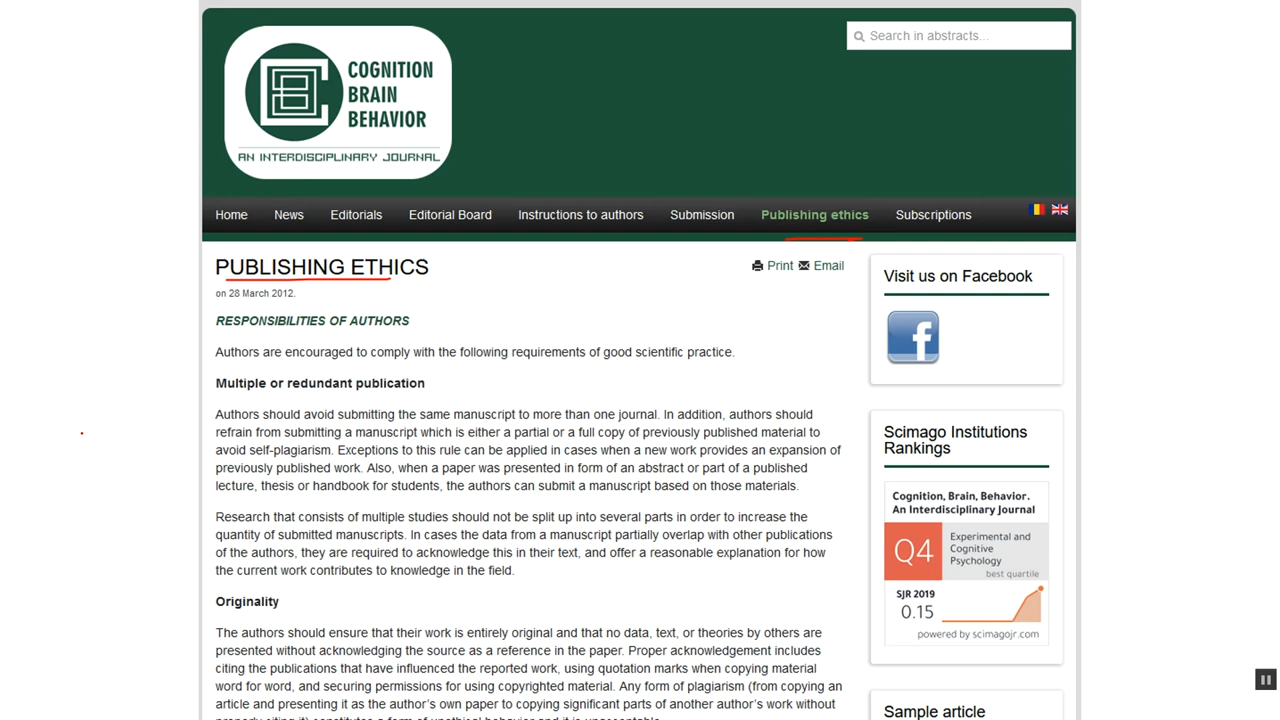 COGNITION
BRAIN
BEHAVIOR
AN INTERDISCIPLINARY JOURNAL
Search in abstracts...
Home News Editorials Editorial Board Instructions to authors Submission Publishing ethics Subscriptions
PUBLISHING ETHICS
Print Email
on 28 March 2012.
RESPONSIBILITIES OF AUTHORS
Authors are encouraged to comply with the following requirements of good scientific practice.
Multiple or redundant publication
Authors should avoid submitting the same manuscript to more than one journal. In addition, authors should
refrain from submitting a manuscript which is either a partial or a full copy of previously published material to
avoid self-plagiarism. Exceptions to this rule can be applied in cases when a new work provides an expansion of
previously published work. Also, when a paper was presented in form of an abstract or part of a published
lecture, thesis or handbook for students, the authors can submit a manuscript based on those materials.
Research that consists of multiple studies should not be split up into several parts in order to increase the
quantity of submitted manuscripts. In cases the data from a manuscript partially overlap with other publications
of the authors, they are required to acknowledge this in their text, and offer a reasonable explanation for how
the current work contributes to knowledge in the field.
Originality
The authors should ensure that their work is entirely original and that no data, text, or theories by others are
presented without acknowledging the source as a reference in the paper. Proper acknowledgement includes
citing the publications that have influenced the reported work, using quotation marks when copying material
word for word, and securing permissions for using copyrighted material. Any form of plagiarism (from copying an
article and presenting it as the author's own paper to copying significant parts of another author's work without
Visit us on Facebook
f
Scimago Institutions
Rankings
Cognition, Brain, Behavior.
An Interdisciplinary Journal
Q4
Experimental and
Cognitive
Psychology
best quartile
SJR 2019
0.15
powered by scimagojr.com
Sample article